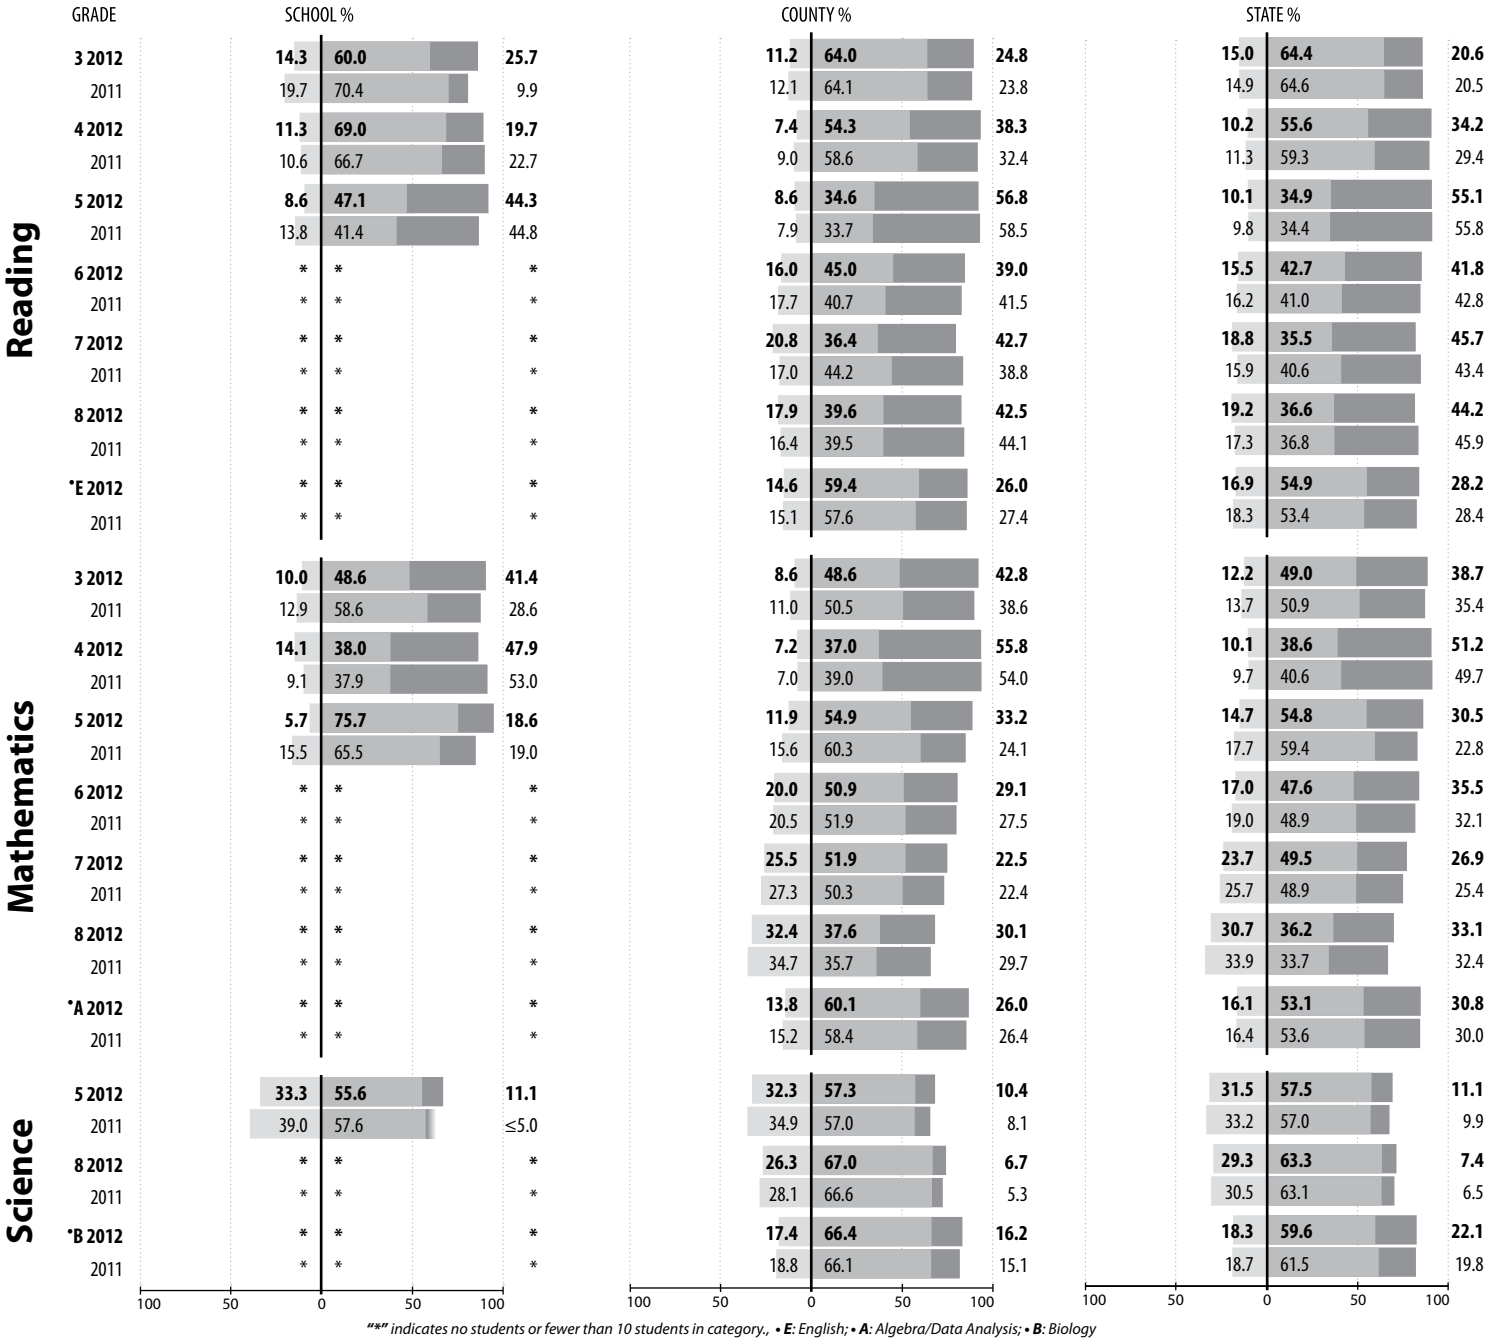 GRADE SCHOOL % COUNTY % STATE %
Reading
3 2012 14.3 60.0 25.7 11.2 64.0 24.8 15.0 64.4 20.6
2011 19.7 70.4 9.9 12.1 64.1 23.8 14.9 64.6 20.5
4 2012 11.3 69.0 19.7 7.4 54.3 38.3 10.2 55.6 34.2
2011 10.6 66.7 22.7 9.0 58.6 32.4 11.3 59.3 29.4
5 2012 8.6 47.1 44.3 8.6 34.6 56.8 10.1 34.9 55.1
2011 13.8 41.4 44.8 7.9 33.7 58.5 9.8 34.4 55.8
6 2012 * * * 16.0 45.0 39.0 15.5 42.7 41.8
2011 * * * 17.7 40.7 41.5 16.2 41.0 42.8
7 2012 * * * 20.8 36.4 42.7 18.8 35.5 45.7
2011 * * * 17.0 44.2 38.8 15.9 40.6 43.4
8 2012 * * * 17.9 39.6 42.5 19.2 36.6 44.2
2011 * * * 16.4 39.5 44.1 17.3 36.8 45.9
•E 2012 * * * 14.6 59.4 26.0 16.9 54.9 28.2
2011 * * * 15.1 57.6 27.4 18.3 53.4 28.4
Mathematics
3 2012 10.0 48.6 41.4 8.6 48.6 42.8 12.2 49.0 38.7
2011 12.9 58.6 28.6 11.0 50.5 38.6 13.7 50.9 35.4
4 2012 14.1 38.0 47.9 7.2 37.0 55.8 10.1 38.6 51.2
2011 9.1 37.9 53.0 7.0 39.0 54.0 9.7 40.6 49.7
5 2012 5.7 75.7 18.6 11.9 54.9 33.2 14.7 54.8 30.5
2011 15.5 65.5 19.0 15.6 60.3 24.1 17.7 59.4 22.8
6 2012 * * * 20.0 50.9 29.1 17.0 47.6 35.5
2011 * * * 20.5 51.9 27.5 19.0 48.9 32.1
7 2012 * * * 25.5 51.9 22.5 23.7 49.5 26.9
2011 * * * 27.3 50.3 22.4 25.7 48.9 25.4
8 2012 * * * 32.4 37.6 30.1 30.7 36.2 33.1
2011 * * * 34.7 35.7 29.7 33.9 33.7 32.4
•A 2012 * * * 13.8 60.1 26.0 16.1 53.1 30.8
2011 * * * 15.2 58.4 26.4 16.4 53.6 30.0
Science
5 2012 33.3 55.6 11.1 32.3 57.3 10.4 31.5 57.5 11.1
2011 39.0 57.6 ≤5.0 34.9 57.0 8.1 33.2 57.0 9.9
8 2012 * * * 26.3 67.0 6.7 29.3 63.3 7.4
2011 * * * 28.1 66.6 5.3 30.5 63.1 6.5
•B 2012 * * * 17.4 66.4 16.2 18.3 59.6 22.1
2011 * * * 18.8 66.1 15.1 18.7 61.5 19.8
100 50 0 50 100 100 50 0 50 100 100 50 0 50 100
“*” indicates no students or fewer than 10 students in category., • E: English; • A: Algebra/Data Analysis; • B: Biology